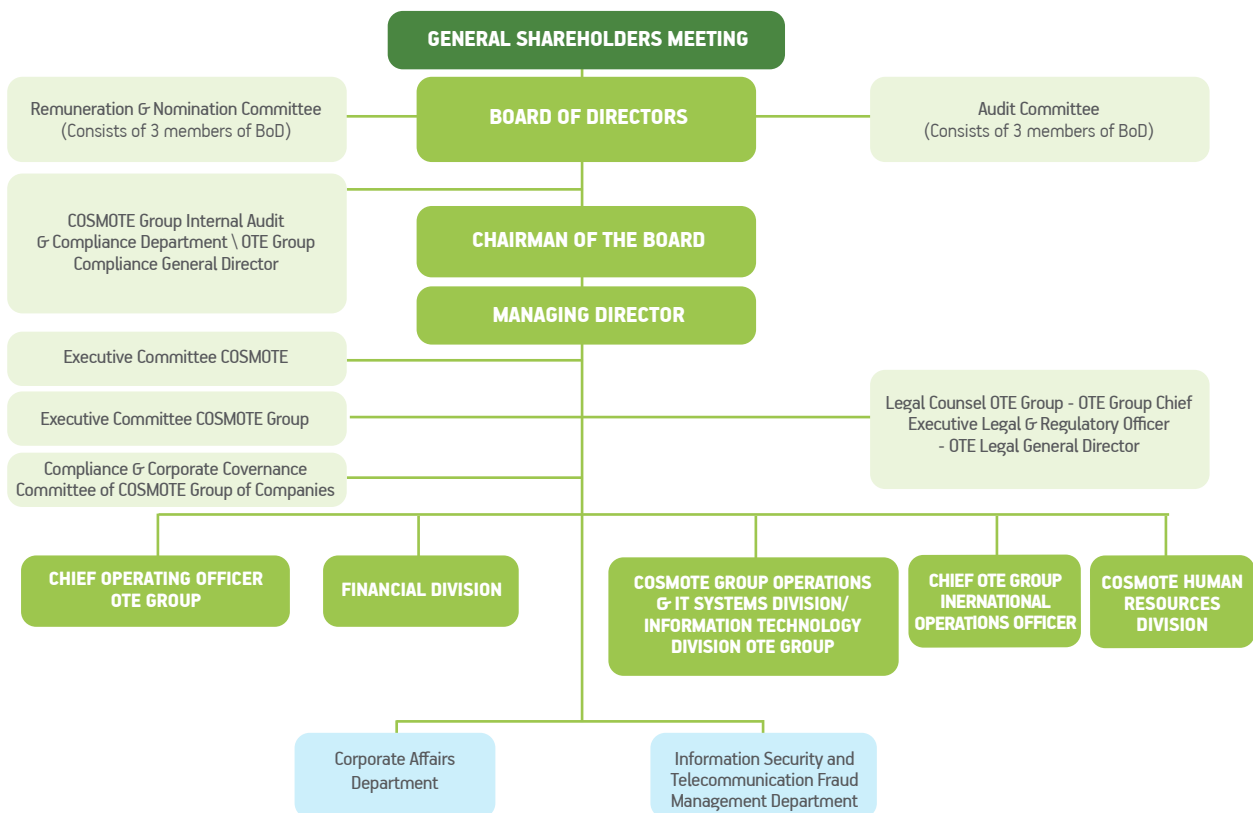 GENERAL SHAREHOLDERS MEETING
Remuneration & Nomination Committee
(Consists of 3 members of BoD)
BOARD OF DIRECTORS
Audit Committee
(Consists of 3 members of BoD)
COSMOTE Group Internal Audit
& Compliance Department \ OTE Group
Compliance General Director
CHAIRMAN OF THE BOARD
MANAGING DIRECTOR
Executive Committee COSMOTE
Executive Committee COSMOTE Group
Legal Counsel OTE Group - OTE Group Chief
Executive Legal & Regulatory Officer
- OTE Legal General Director
Compliance & Corporate Covernance
Committee of COSMOTE Group of Companies
CHIEF OPERATING OFFICER
OTE GROUP
FINANCIAL DIVISION
COSMOTE GROUP OPERATIONS
& IT SYSTEMS DIVISION/
INFORMATION TECHNOLOGY
DIVISION OTE GROUP
CHIEF OTE GROUP
INERNATIONAL
OPERATIONS OFFICER
COSMOTE HUMAN
RESOURCES
DIVISION
Corporate Affairs
Department
Information Security and
Telecommunication Fraud
Management Department